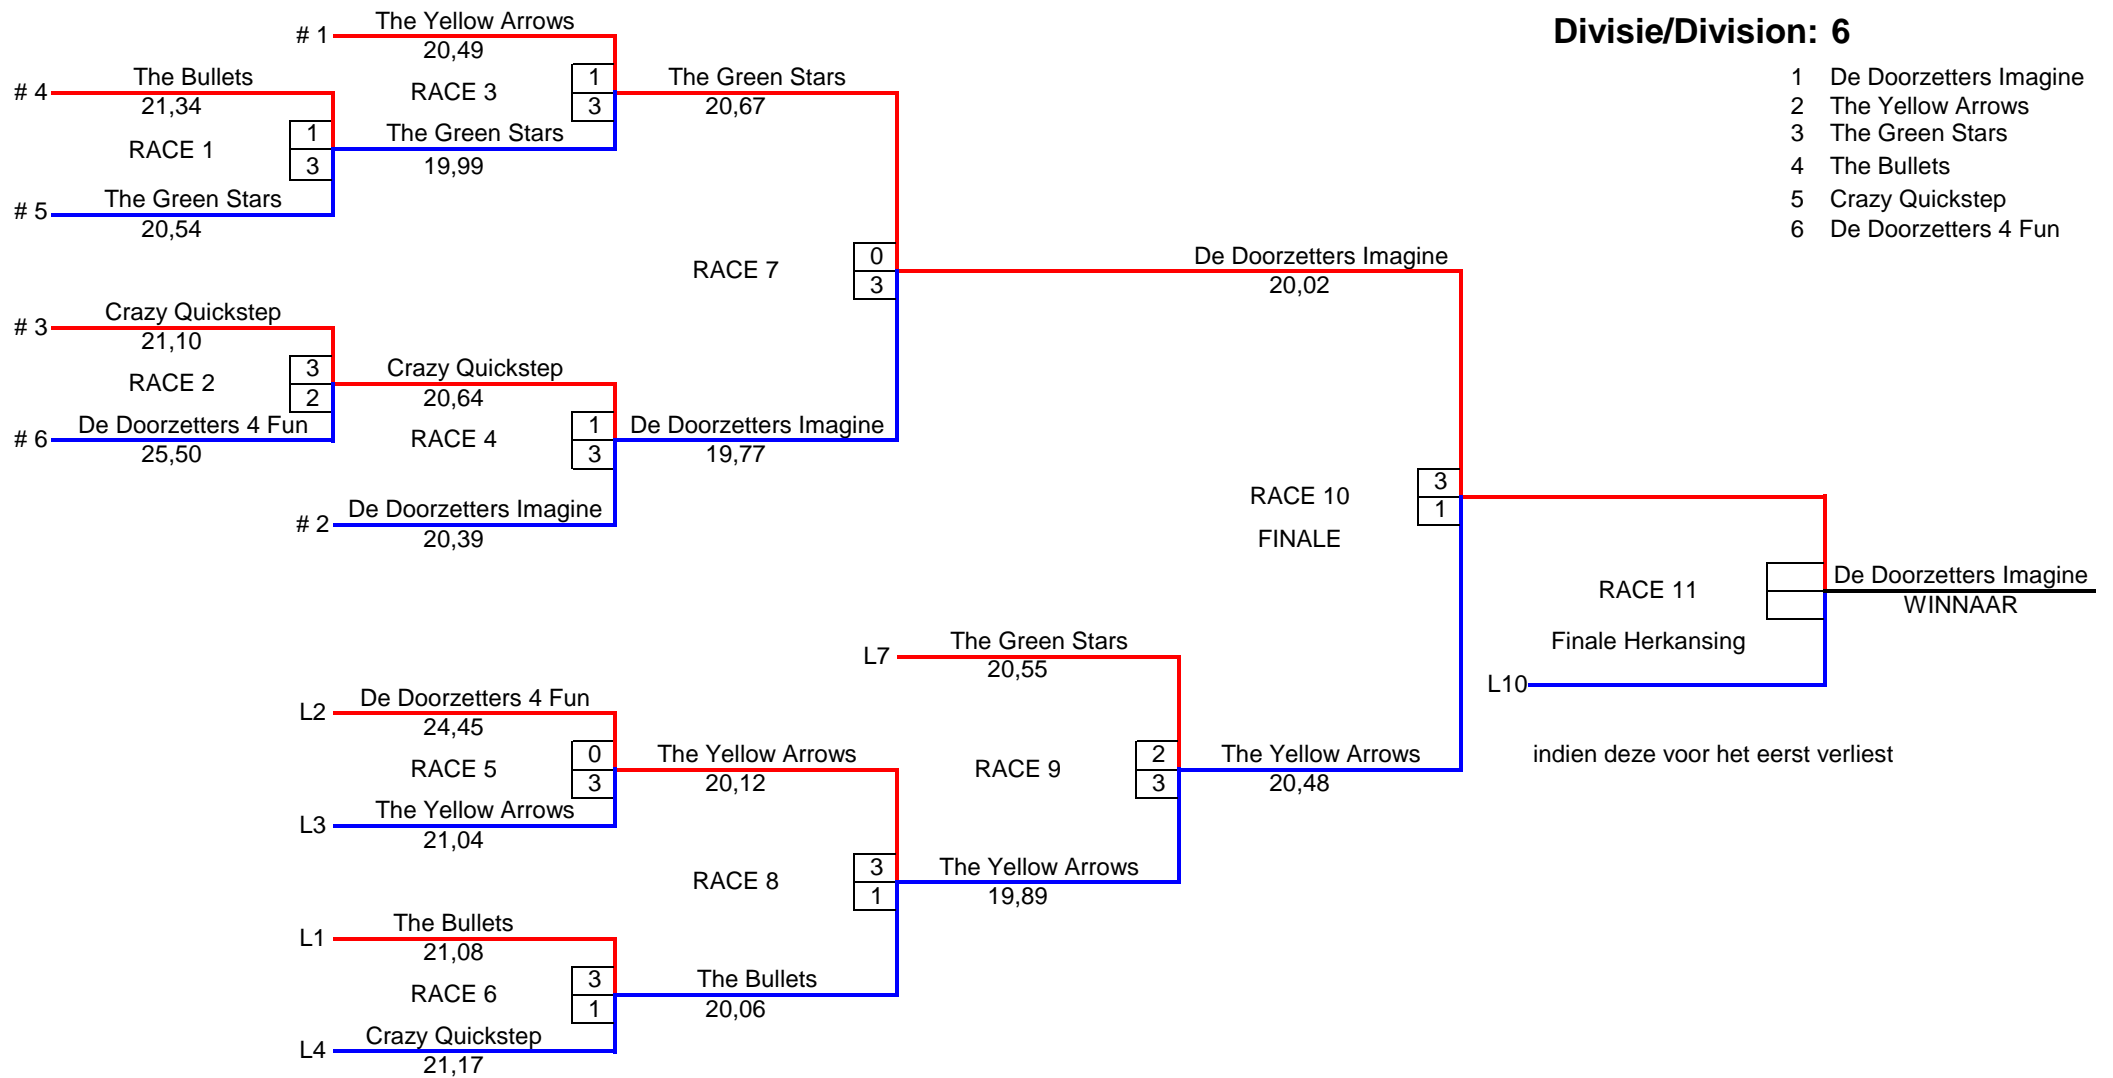 Divisie/Division: 6
1 De Doorzetters Imagine
2 The Yellow Arrows
3 The Green Stars
4 The Bullets
5 Crazy Quickstep
6 De Doorzetters 4 Fun
# 1 The Yellow Arrows
20,49
# 4 The Bullets
21,34
RACE 1
1
3
# 5 The Green Stars
20,54
RACE 3
1
3
The Green Stars
19,99
The Green Stars
20,67
# 3 Crazy Quickstep
21,10
RACE 2
3
2
# 6 De Doorzetters 4 Fun
25,50
Crazy Quickstep
20,64
RACE 4
1
3
# 2 De Doorzetters Imagine
20,39
De Doorzetters Imagine
19,77
RACE 7
0
3
De Doorzetters Imagine
20,02
RACE 10
FINALE
3
1
RACE 11
Finale Herkansing
De Doorzetters Imagine
WINNAAR
L10
indien deze voor het eerst verliest
L7 The Green Stars
20,55
RACE 9
2
3
The Yellow Arrows
20,48
L2 De Doorzetters 4 Fun
24,45
RACE 5
0
3
L3 The Yellow Arrows
21,04
The Yellow Arrows
20,12
RACE 8
3
1
The Yellow Arrows
19,89
L1 The Bullets
21,08
RACE 6
3
1
L4 Crazy Quickstep
21,17
The Bullets
20,06